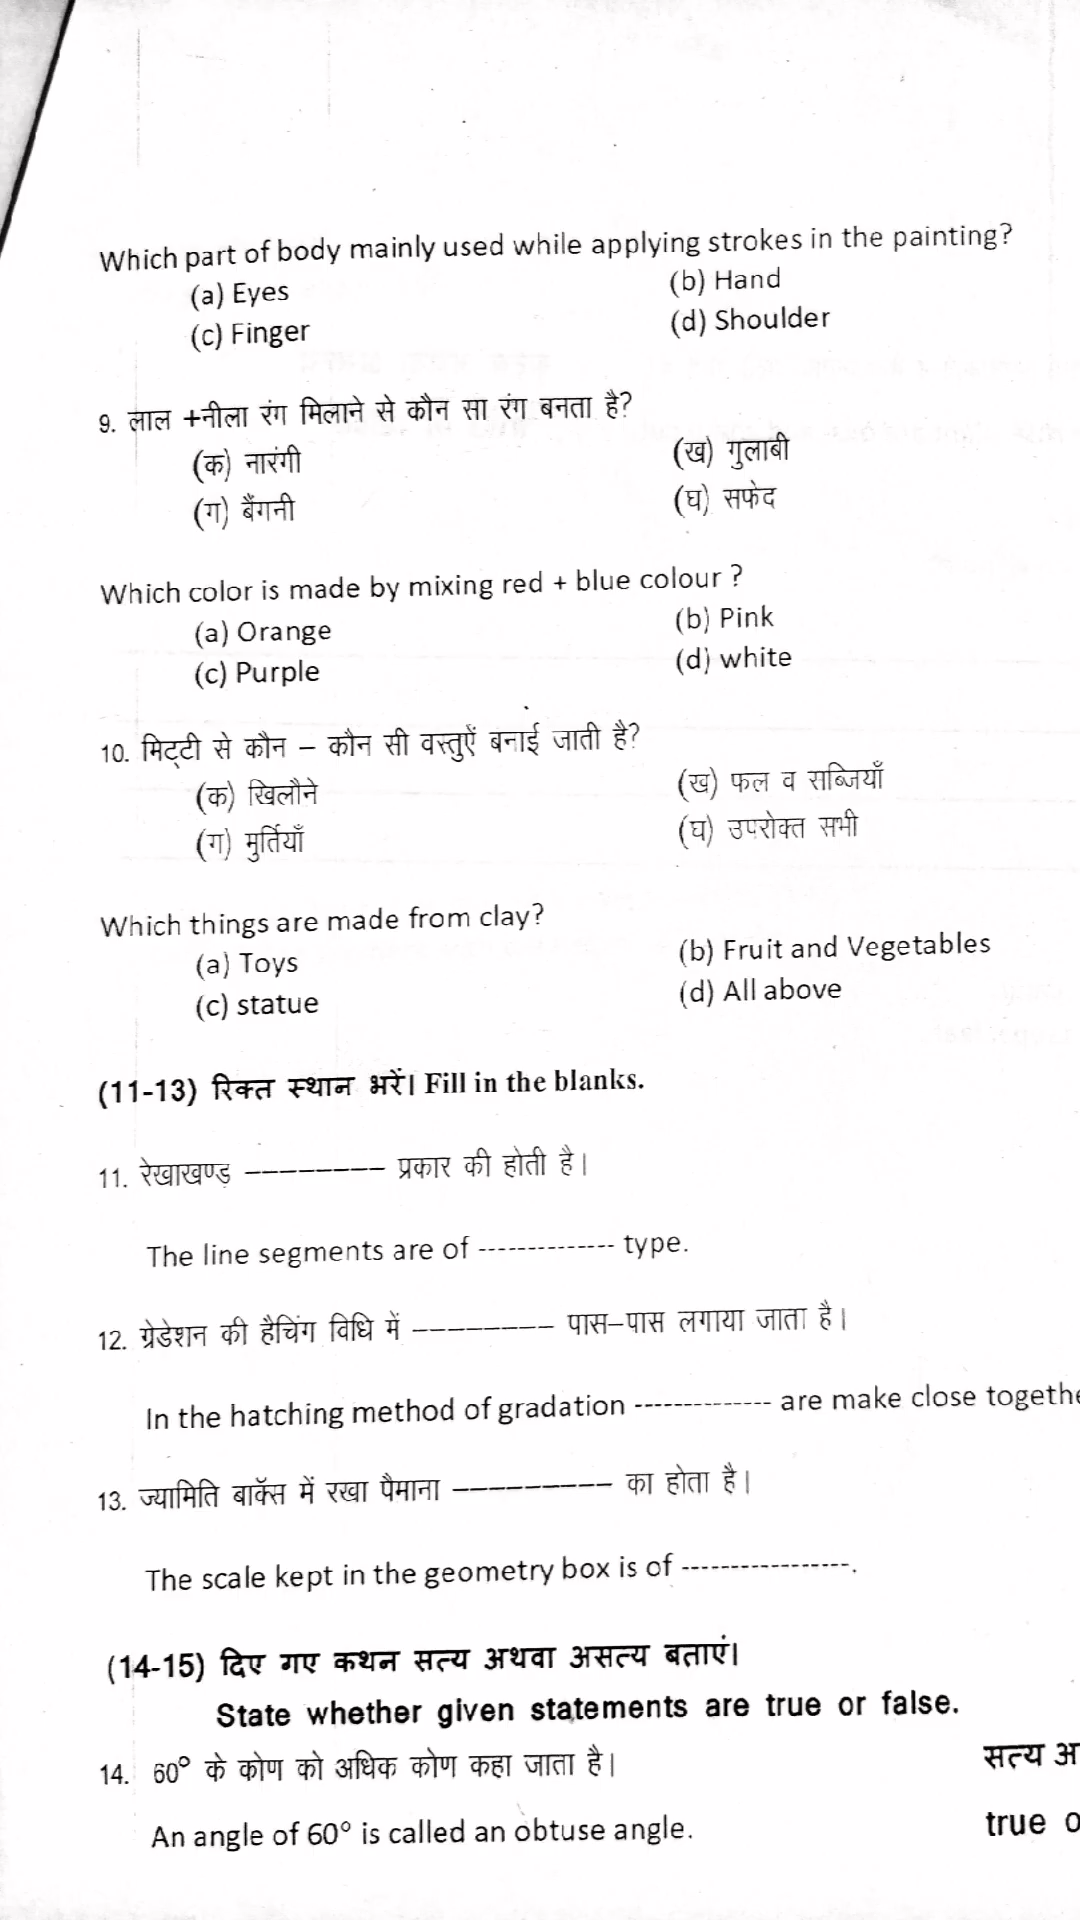 Which part of body mainly used while applying strokes in the painting?
(a) Eyes (b) Hand
(c) Finger (d) Shoulder
9. लाल +नीला रंग मिलाने से कौन सा रंग बनता है?
(क) नारंगी (ख) गुलाबी
(ग) बैंगनी (घ) सफेद
Which color is made by mixing red + blue colour ?
(a) Orange (b) Pink
(c) Purple (d) white
10. मिट्टी से कौन – कौन सी वस्तुऐं बनाई जाती है?
(क) खिलौने (ख) फल व सब्जियाँ
(ग) मुर्तियाँ (घ) उपरोक्त सभी
Which things are made from clay?
(a) Toys (b) Fruit and Vegetables
(c) statue (d) All above
(11-13) रिक्त स्थान भरें। Fill in the blanks.
11. रेखाखण्ड –––––––– प्रकार की होती है।
The line segments are of -------------- type.
12. ग्रेडेशन की हैचिंग विधि में –––––––– पास–पास लगाया जाता है।
In the hatching method of gradation -------------- are make close togethe
13. ज्यामिति बाक्ॅस में रखा पैमाना ––––––––– का होता है।
The scale kept in the geometry box is of -----------------.
(14-15) दिए गए कथन सत्य अथवा असत्य बताएं।
State whether given statements are true or false.
14. 60° के कोण को अधिक कोण कहा जाता है। सत्य अ
An angle of 60° is called an obtuse angle. true o